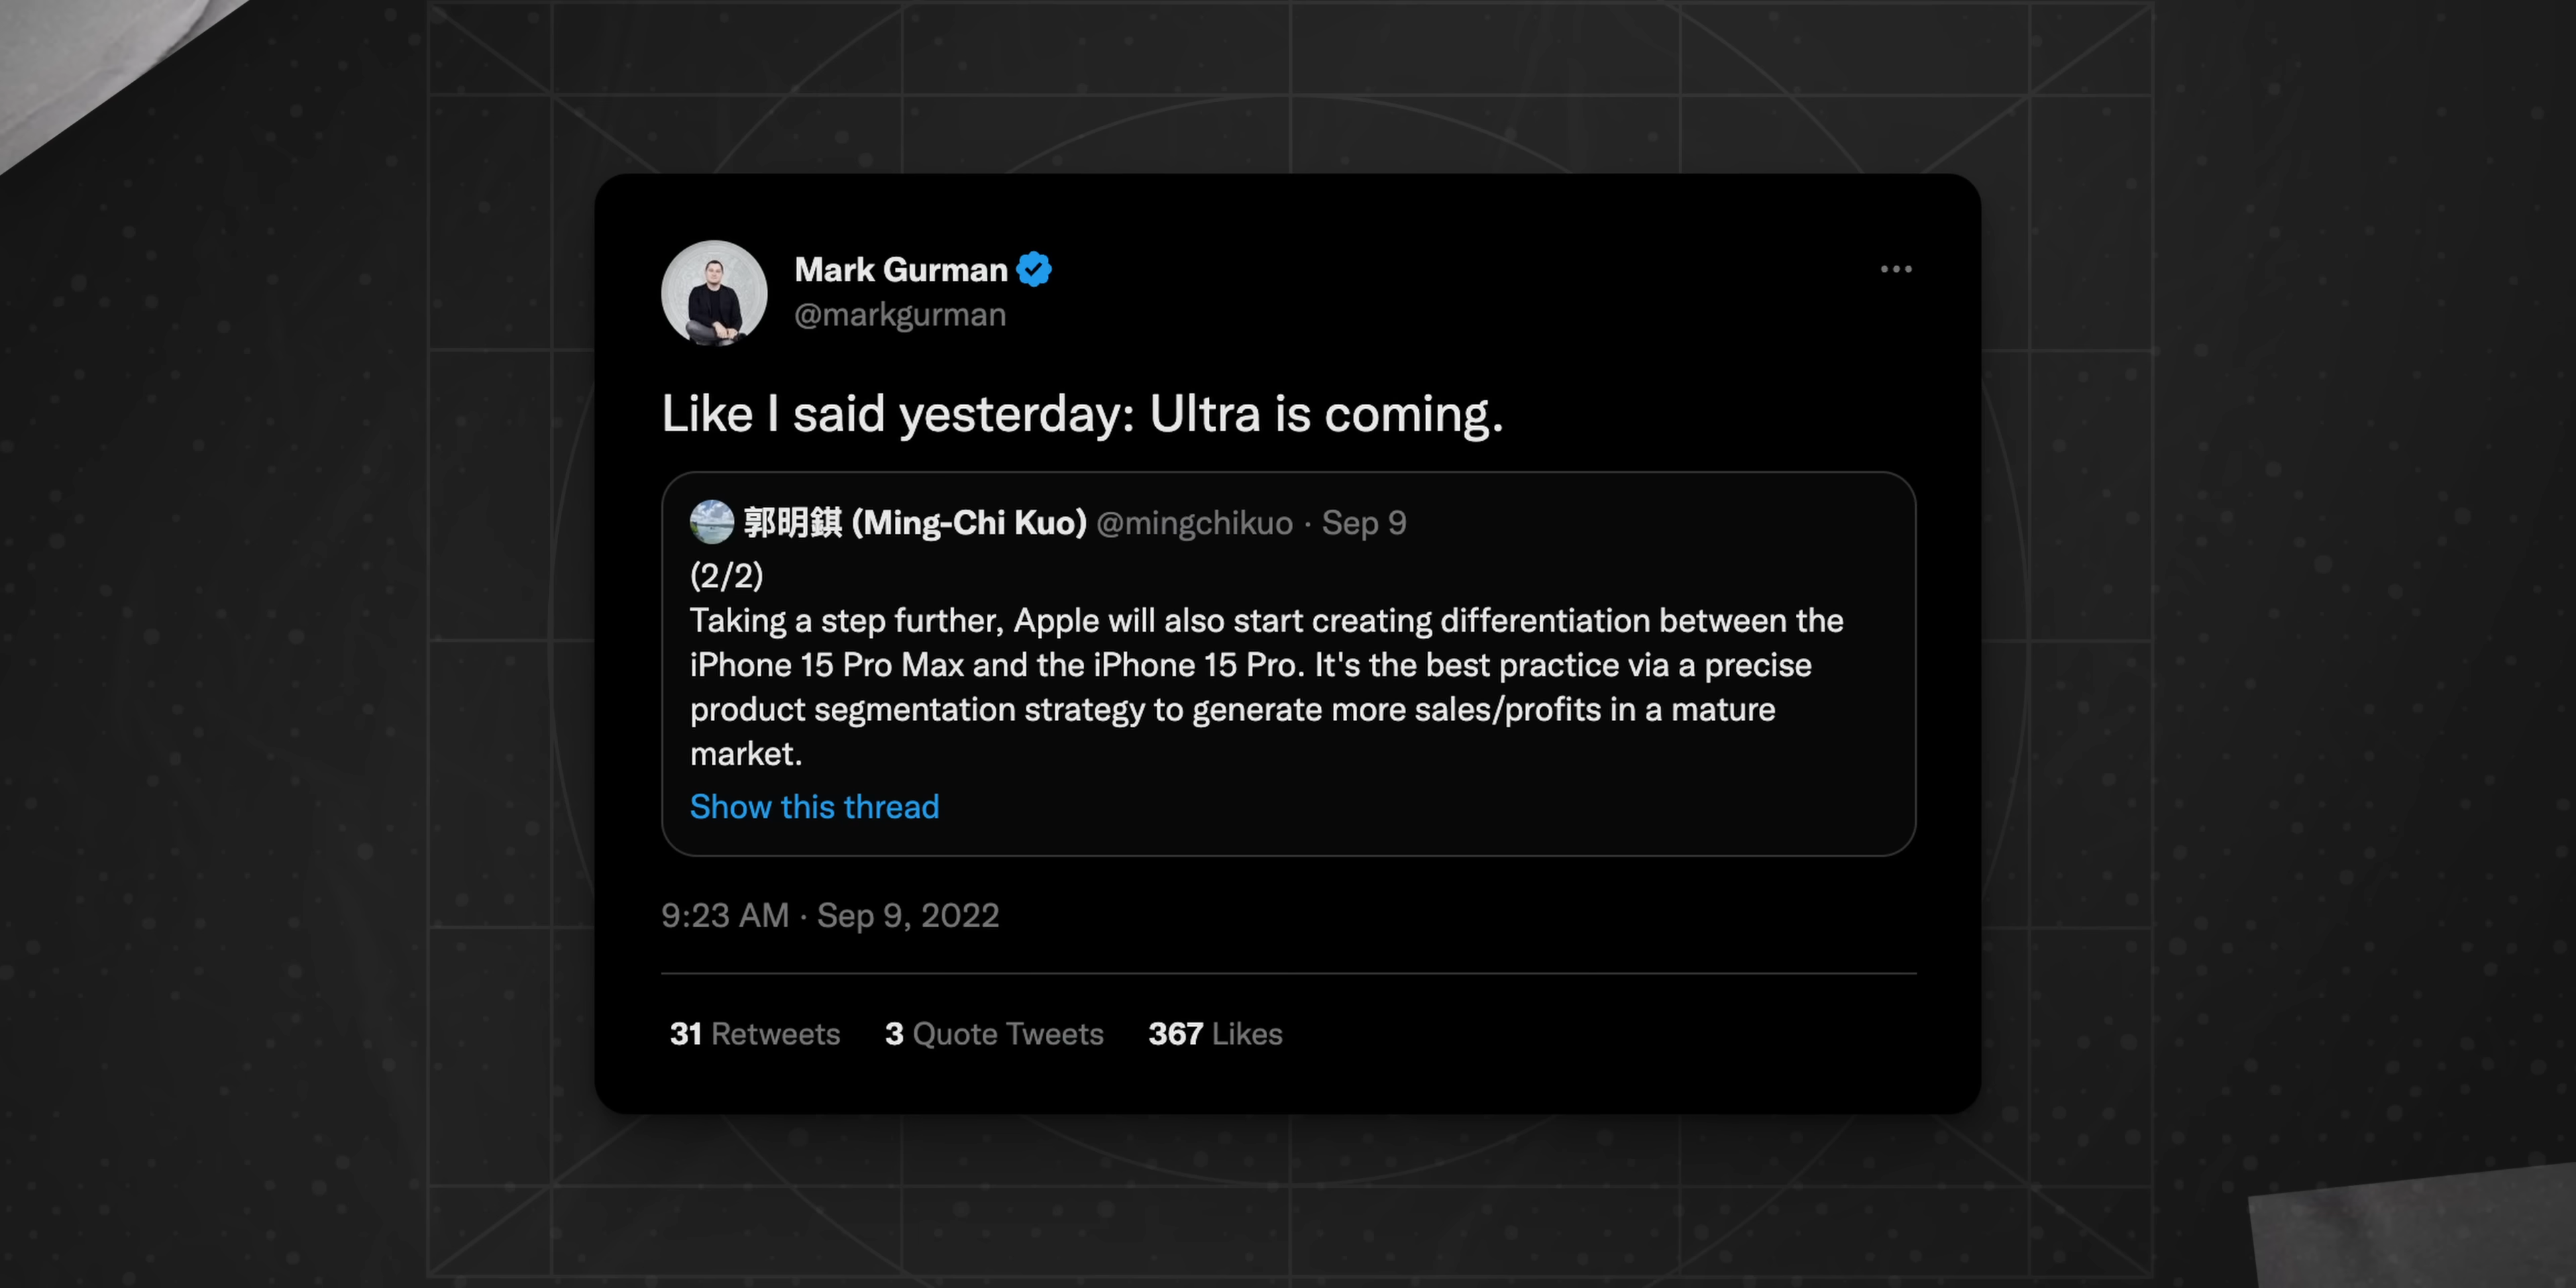 Mark Gurman
@markgurman
Like I said yesterday: Ultra is coming.
郭明錤 (Ming-Chi Kuo) @mingchikuo · Sep 9
(2/2)
Taking a step further, Apple will also start creating differentiation between the
iPhone 15 Pro Max and the iPhone 15 Pro. It's the best practice via a precise
product segmentation strategy to generate more sales/profits in a mature
market.
Show this thread
9:23 AM · Sep 9, 2022
31 Retweets 3 Quote Tweets 367 Likes